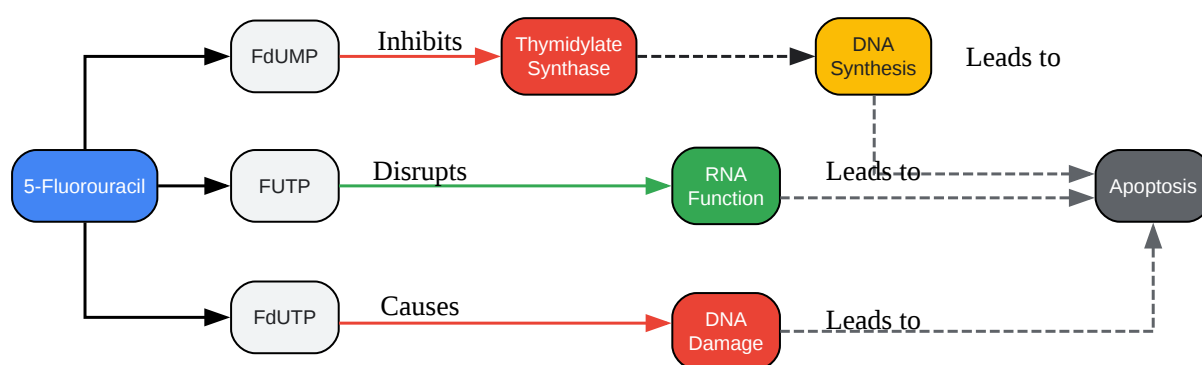 Inhibits
FdUMP
Thymidylate
Synthase
DNA
Synthesis
Leads to
5-Fluorouracil
FUTP
Disrupts
RNA
Function
Leads to
Apoptosis
FdUTP
Causes
DNA
Damage
Leads to